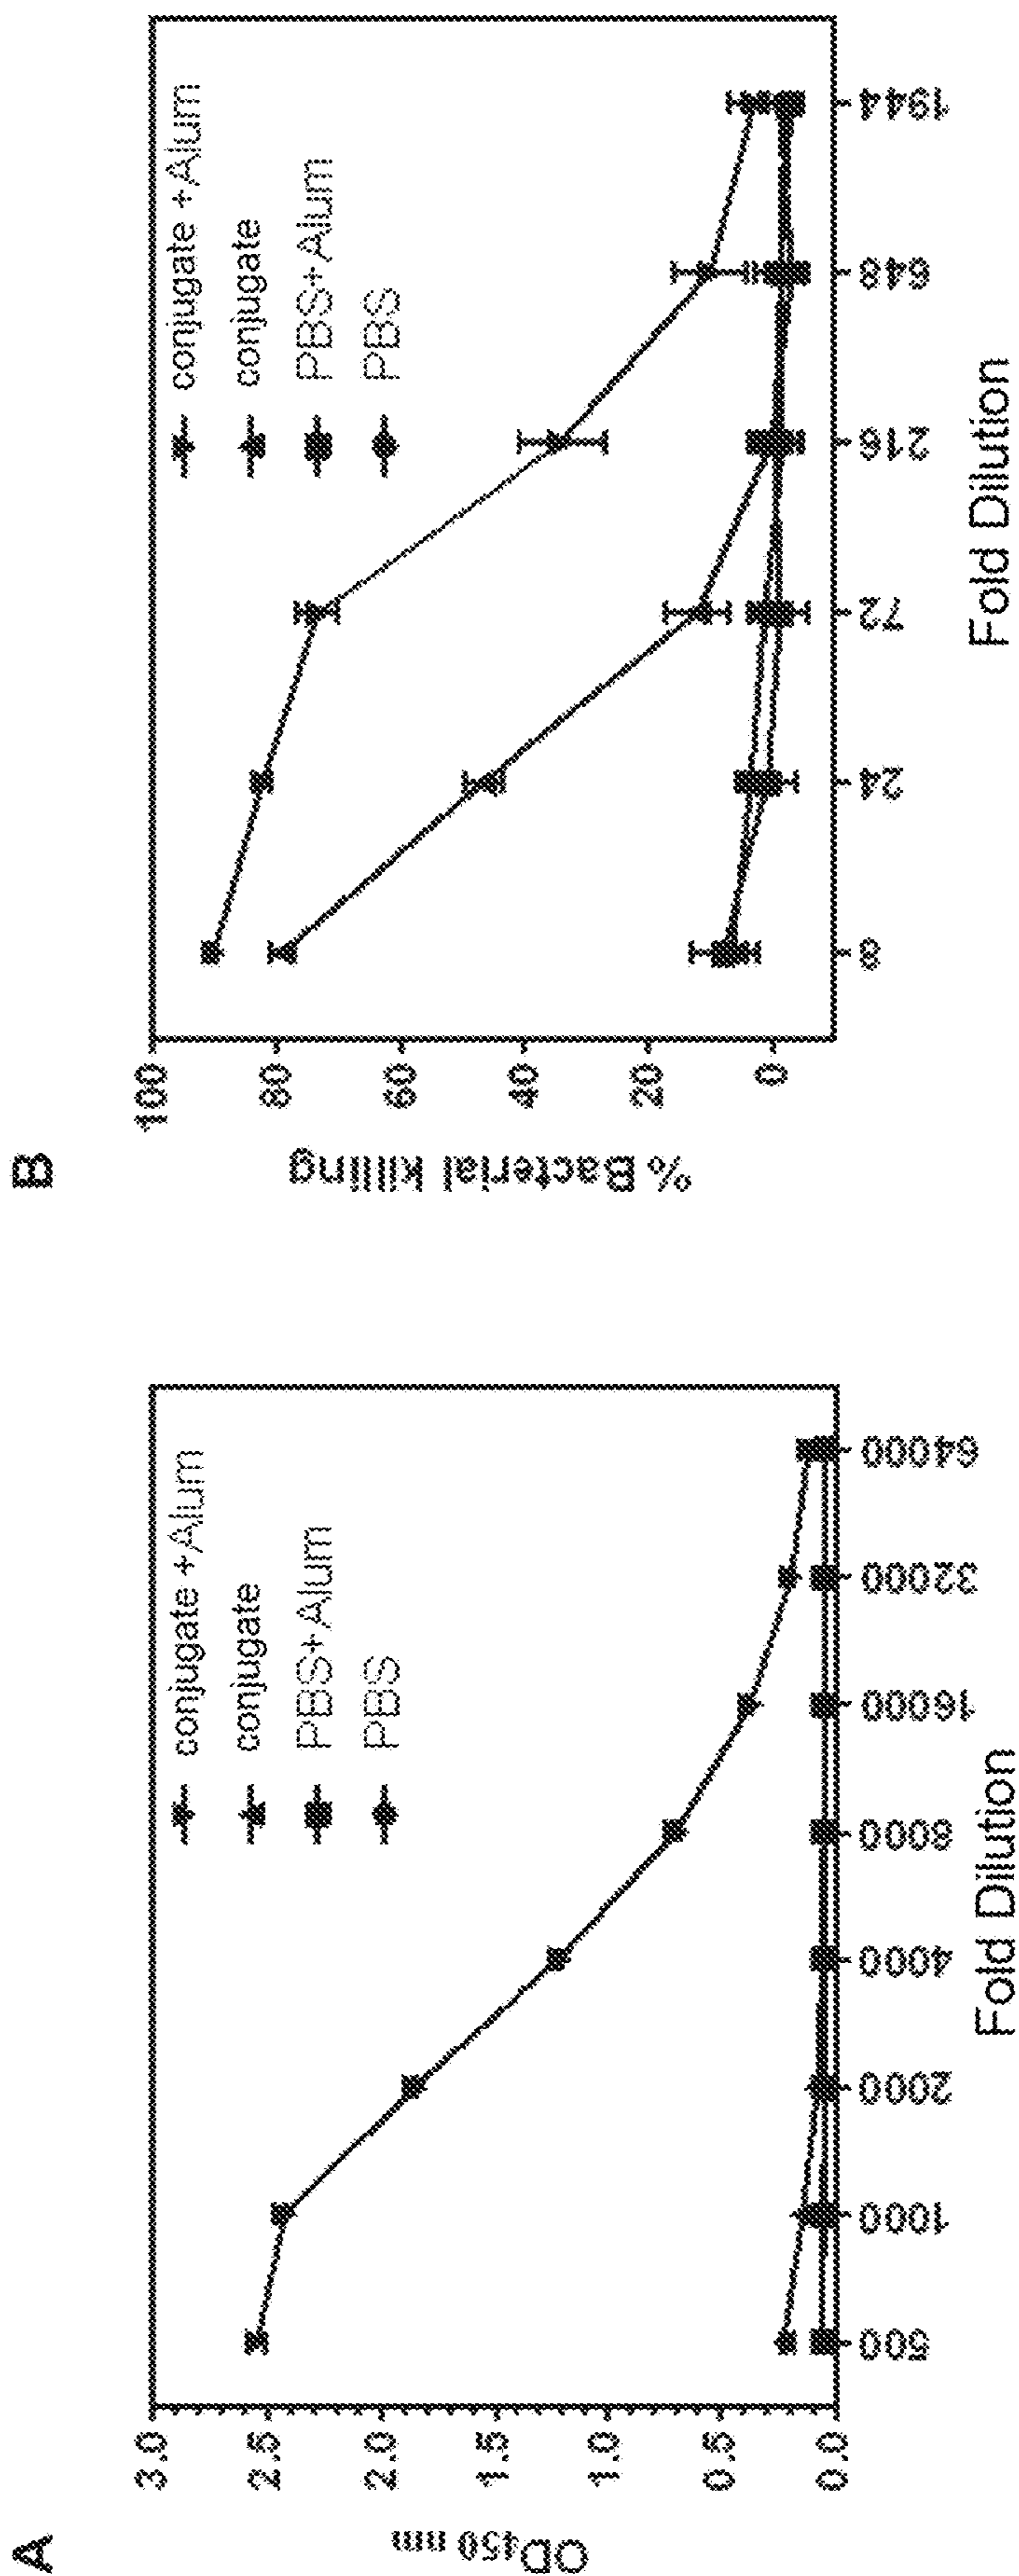 A
OD450 nm
3.0
2.5
2.0
1.5
1.0
0.5
0.0
conjugate +Alum
conjugate
PBS+Alum
PBS
500
1000
2000
4000
8000
16000
32000
64000
Fold Dilution
B
% Bacterial killing
100
80
60
40
20
0
conjugate +Alum
conjugate
PBS+Alum
PBS
8
24
72
216
648
1944
Fold Dilution